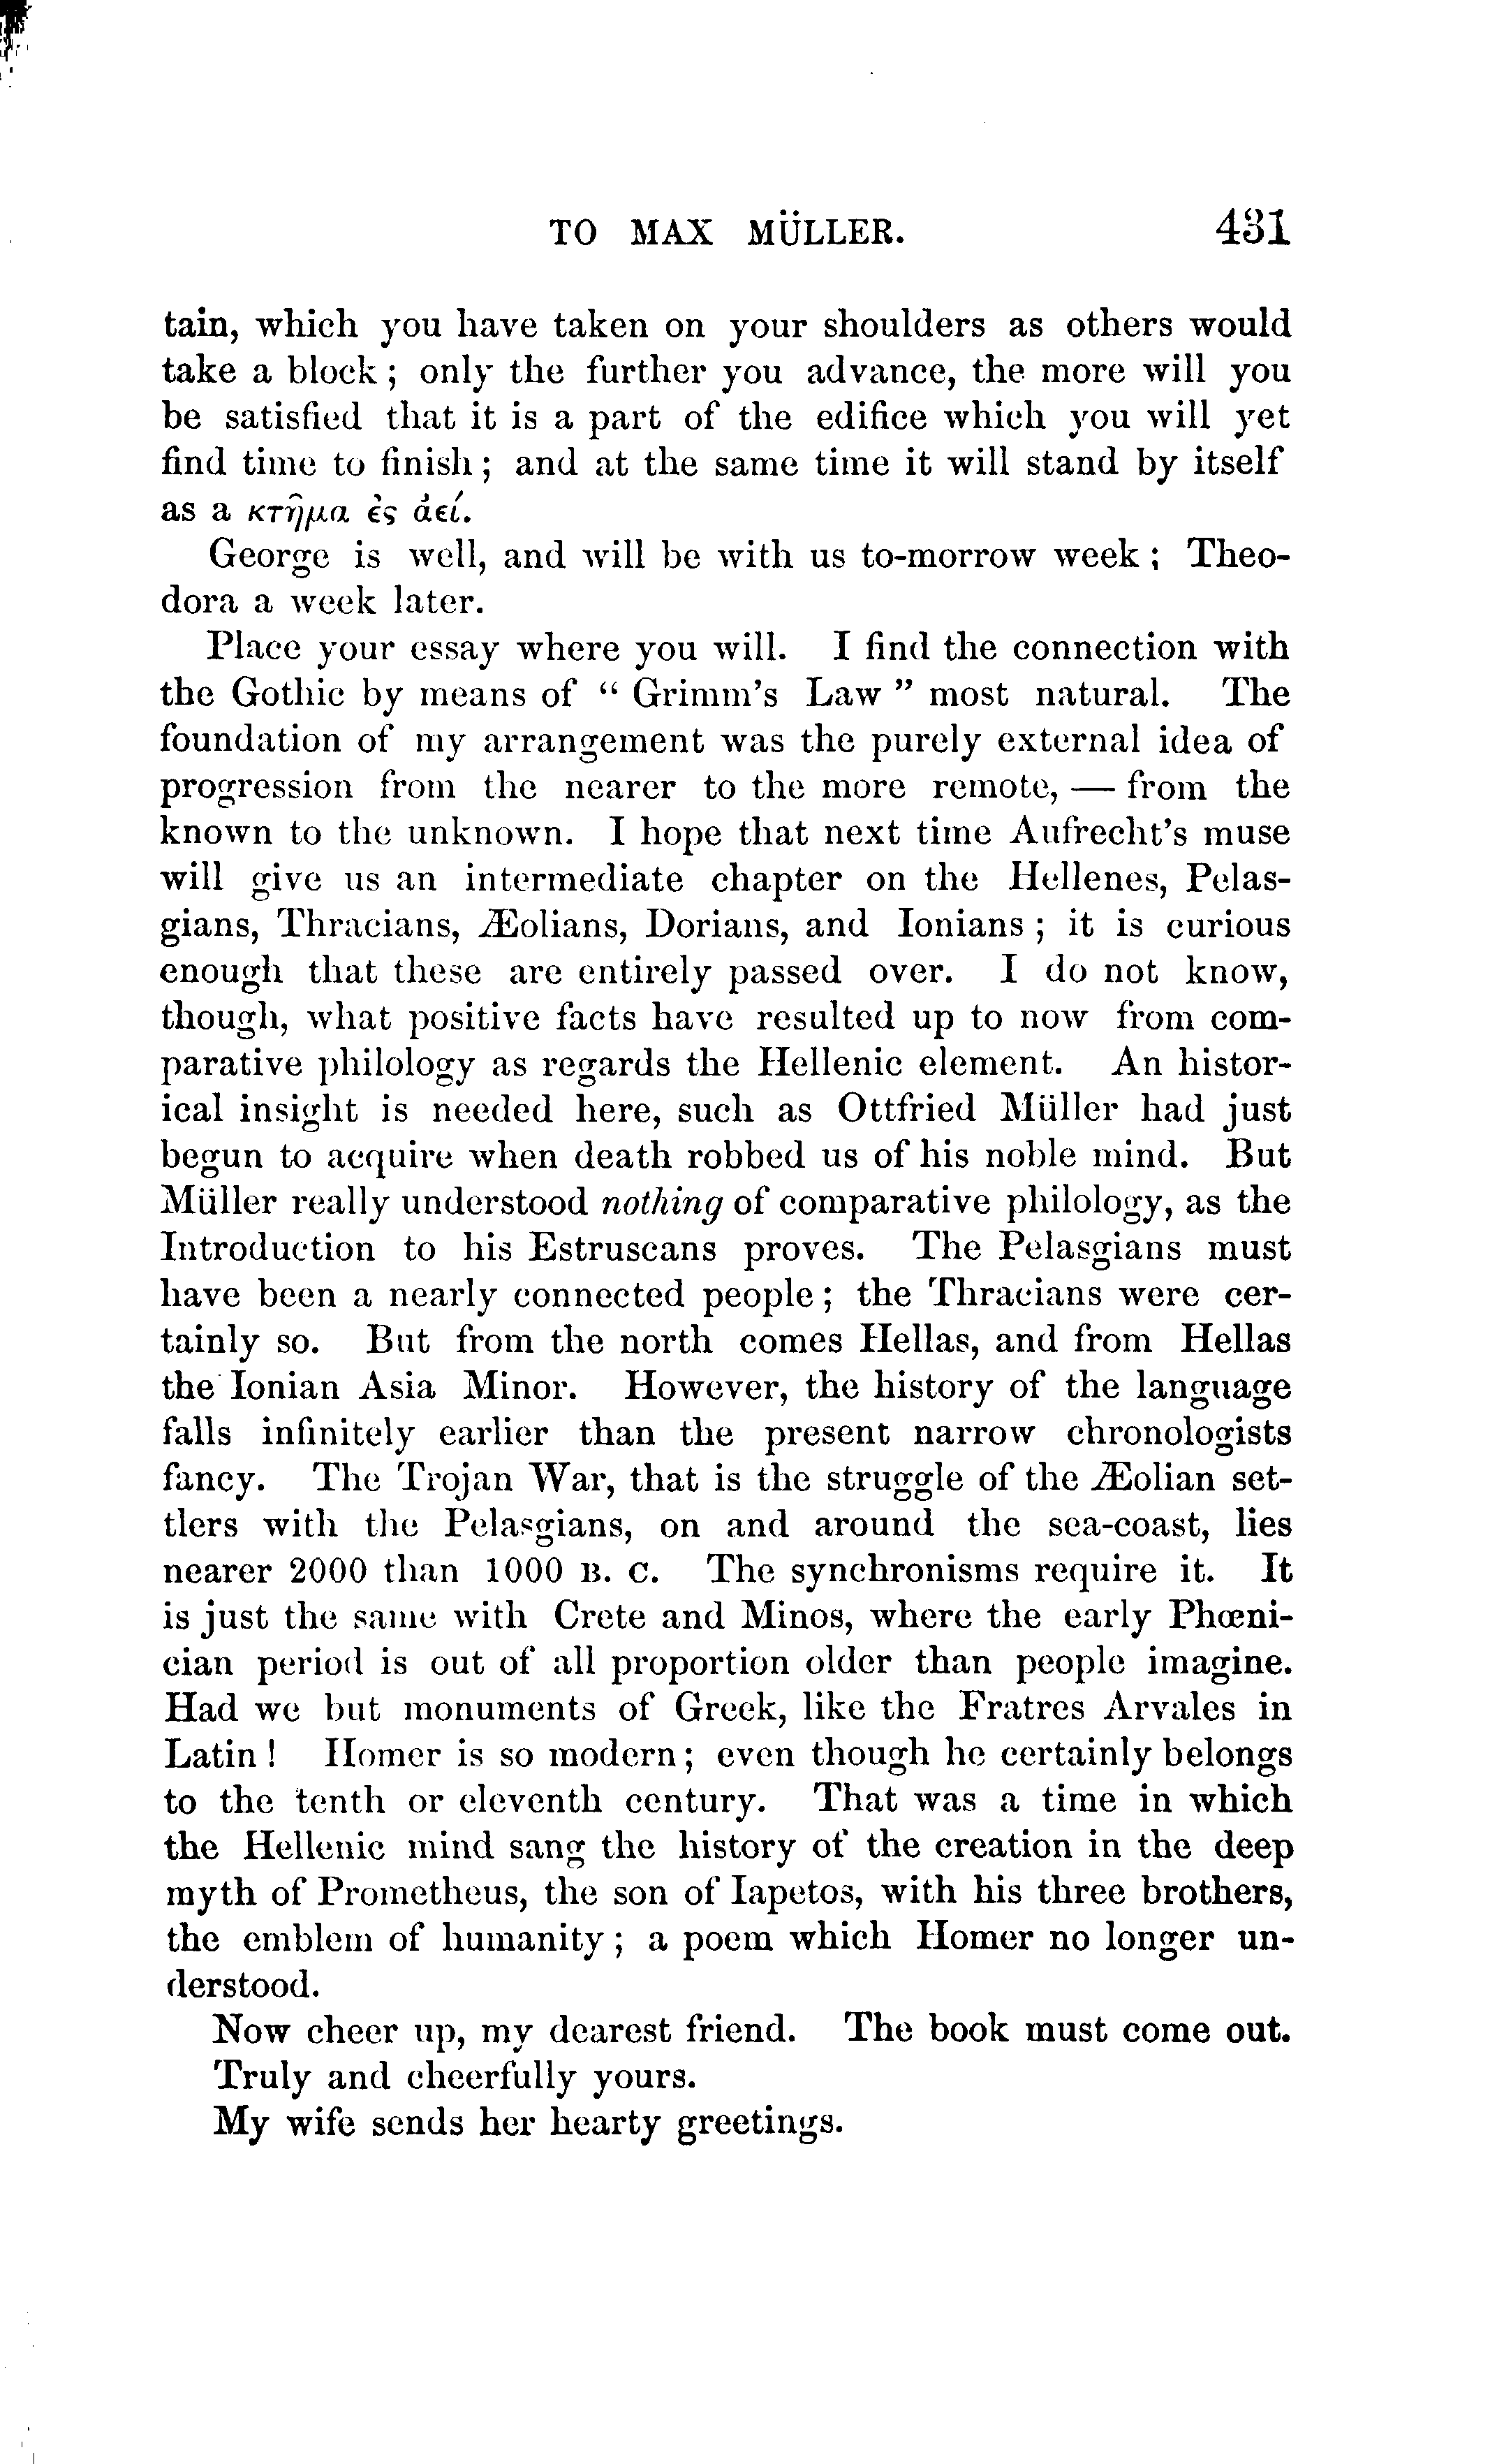 TO MAX MÜLLER. 431
tain, which you have taken on your shoulders as others would
take a block; only the further you advance, the more will you
be satisfied that it is a part of the edifice which you will yet
find time to finish; and at the same time it will stand by itself
as a κτῆμα ἐς ἀεί.
George is well, and will be with us to-morrow week; Theo-
dora a week later.
Place your essay where you will. I find the connection with
the Gothic by means of "Grimm's Law" most natural. The
foundation of my arrangement was the purely external idea of
progression from the nearer to the more remote, — from the
known to the unknown. I hope that next time Aufrecht's muse
will give us an intermediate chapter on the Hellenes, Pelas-
gians, Thracians, Æolians, Dorians, and Ionians; it is curious
enough that these are entirely passed over. I do not know,
though, what positive facts have resulted up to now from com-
parative philology as regards the Hellenic element. An histor-
ical insight is needed here, such as Ottfried Müller had just
begun to acquire when death robbed us of his noble mind. But
Müller really understood nothing of comparative philology, as the
Introduction to his Estruscans proves. The Pelasgians must
have been a nearly connected people; the Thracians were cer-
tainly so. But from the north comes Hellas, and from Hellas
the Ionian Asia Minor. However, the history of the language
falls infinitely earlier than the present narrow chronologists
fancy. The Trojan War, that is the struggle of the Æolian set-
tlers with the Pelasgians, on and around the sea-coast, lies
nearer 2000 than 1000 B. C. The synchronisms require it. It
is just the same with Crete and Minos, where the early Phœni-
cian period is out of all proportion older than people imagine.
Had we but monuments of Greek, like the Fratres Arvales in
Latin! Homer is so modern; even though he certainly belongs
to the tenth or eleventh century. That was a time in which
the Hellenic mind sang the history of the creation in the deep
myth of Prometheus, the son of Iapetos, with his three brothers,
the emblem of humanity; a poem which Homer no longer un-
derstood.
Now cheer up, my dearest friend. The book must come out.
Truly and cheerfully yours.
My wife sends her hearty greetings.